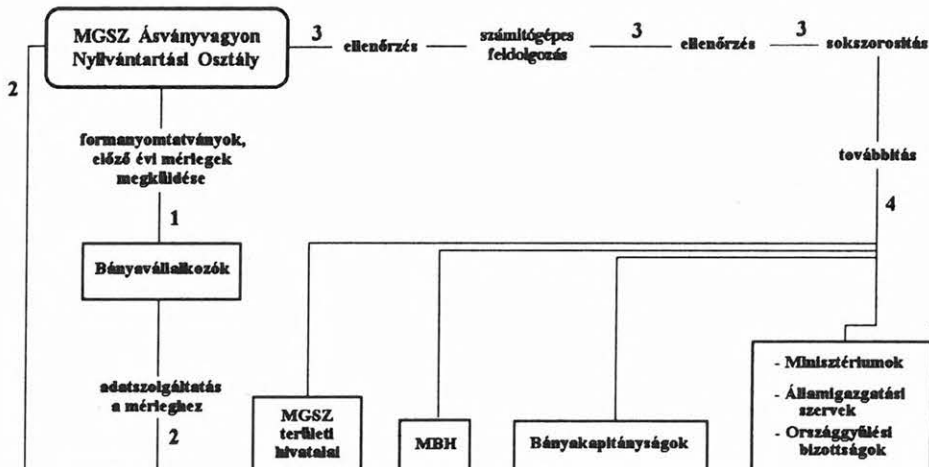 MGSZ Ásványvagyon
Nyilvántartási Osztály
3
ellenőrzés
számítógépes
feldolgozás
3
ellenőrzés
3
sokszorosítás
2
formanyomtatványok,
előző évi mérlegek
megküldése
továbbítás
1
4
Bányavállalkozók
adatszolgáltatás
a mérleghez
2
MGSZ
területi
hivatalai
MBH
Bányakapitányságok
- Minisztériumok
- Államigazgatási
szervek
- Országgyűlési
bizottságok